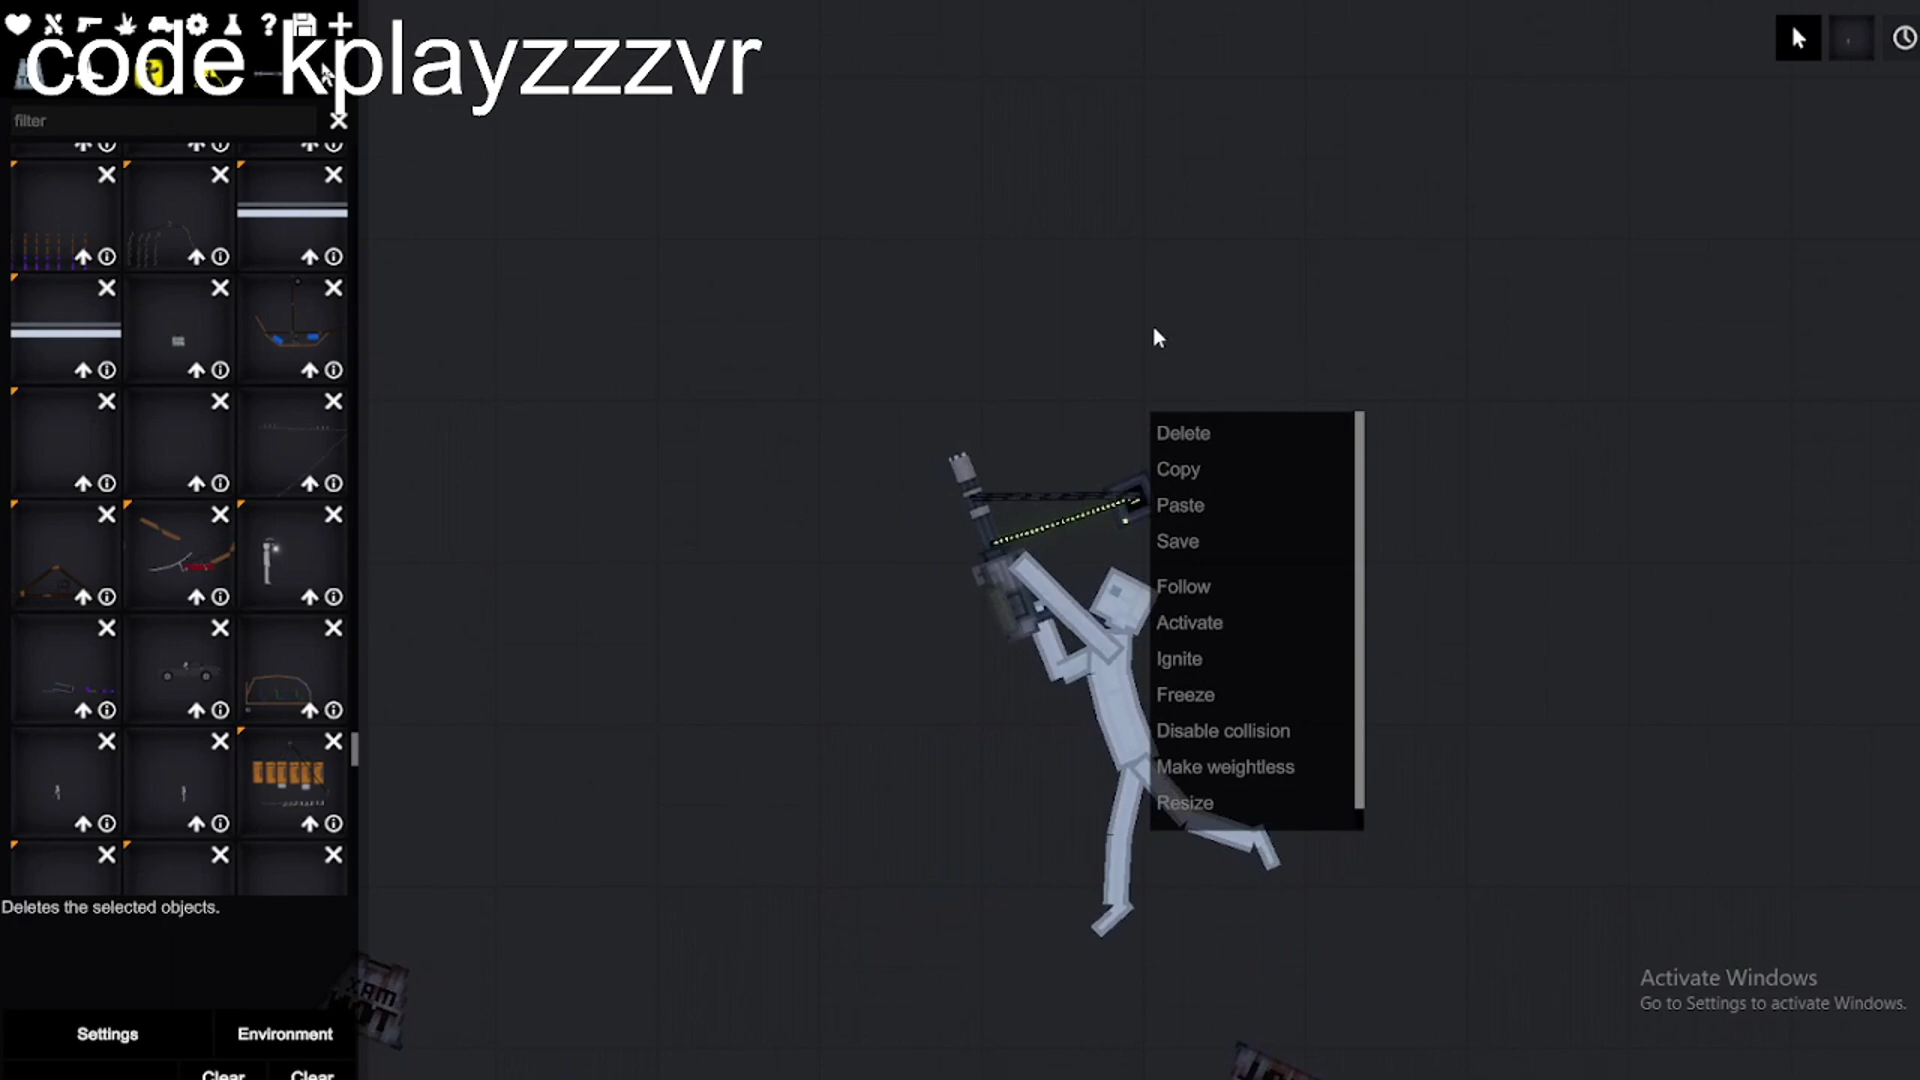 code kplayzzzvr
filter
Delete
Copy
Paste
Save
Follow
Activate
Ignite
Freeze
Disable collision
Make weightless
Resize
Deletes the selected objects.
Settings
Environment
Clear
Clear
Activate Windows
Go to Settings to activate Windows.